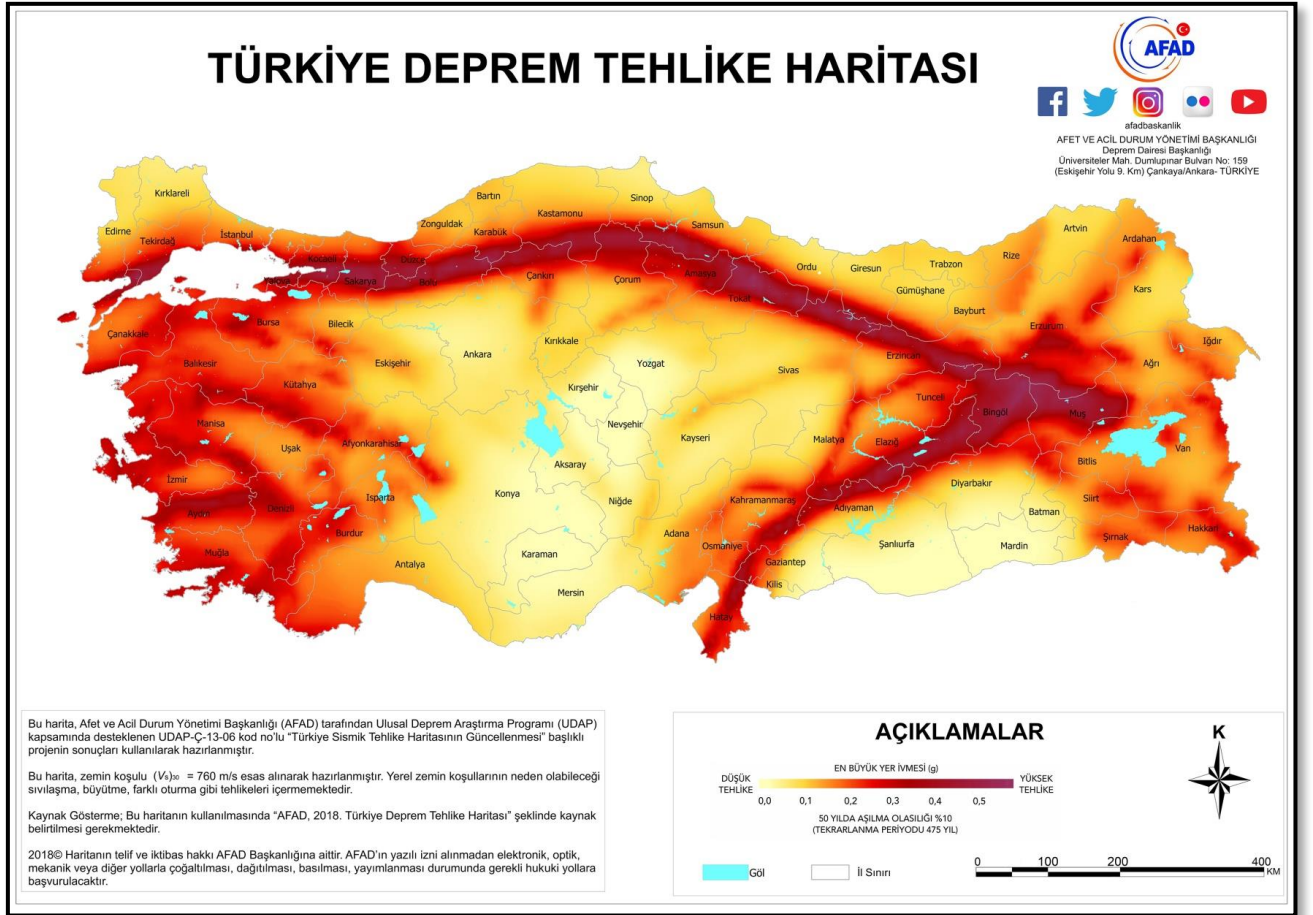 TÜRKİYE DEPREM TEHLİKE HARİTASI
AFAD
afadbaskanlik
AFET VE ACİL DURUM YÖNETİMİ BAŞKANLIĞI
Deprem Dairesi Başkanlığı
Üniversiteler Mah. Dumlupınar Bulvarı No: 159
(Eskişehir Yolu 9. Km) Çankaya/Ankara- TÜRKİYE
Kırklareli
Edirne
Tekirdağ
İstanbul
Kocaeli
Yalova
Sakarya
Düzce
Bolu
Zonguldak
Bartın
Karabük
Kastamonu
Sinop
Samsun
Çankırı
Çorum
Amasya
Tokat
Ordu
Giresun
Trabzon
Gümüşhane
Bayburt
Rize
Artvin
Ardahan
Kars
Erzurum
Iğdır
Ağrı
Erzincan
Çanakkale
Bursa
Bilecik
Balıkesir
Kütahya
Eskişehir
Ankara
Kırıkkale
Yozgat
Sivas
Kırşehir
Nevşehir
Kayseri
Tunceli
Bingöl
Muş
Malatya
Elazığ
Bitlis
Van
Manisa
Uşak
Afyonkarahisar
İzmir
Aydın
Denizli
Isparta
Burdur
Muğla
Antalya
Konya
Aksaray
Niğde
Karaman
Mersin
Adana
Kahramanmaraş
Osmaniye
Gaziantep
Kilis
Hatay
Adıyaman
Şanlıurfa
Diyarbakır
Batman
Mardin
Siirt
Şırnak
Hakkari
Bu harita, Afet ve Acil Durum Yönetimi Başkanlığı (AFAD) tarafından Ulusal Deprem Araştırma Programı (UDAP)
kapsamında desteklenen UDAP-Ç-13-06 kod no'lu "Türkiye Sismik Tehlike Haritasının Güncellenmesi" başlıklı
projenin sonuçları kullanılarak hazırlanmıştır.
Bu harita, zemin koşulu (Vs)30 = 760 m/s esas alınarak hazırlanmıştır. Yerel zemin koşullarının neden olabileceği
sıvılaşma, büyütme, farklı oturma gibi tehlikeleri içermemektedir.
Kaynak Gösterme; Bu haritanın kullanılmasında "AFAD, 2018. Türkiye Deprem Tehlike Haritası" şeklinde kaynak
belirtilmesi gerekmektedir.
2018© Haritanın telif ve iktibas hakkı AFAD Başkanlığına aittir. AFAD'ın yazılı izni alınmadan elektronik, optik,
mekanik veya diğer yollarla çoğaltılması, dağıtılması, basılması, yayımlanması durumunda gerekli hukuki yollara
başvurulacaktır.
AÇIKLAMALAR
EN BÜYÜK YER İVMESİ (g)
DÜŞÜK TEHLİKE
YÜKSEK TEHLİKE
0,0 0,1 0,2 0,3 0,4 0,5
50 YILDA AŞILMA OLASILIĞI %10
(TEKRARLANMA PERİYODU 475 YIL)
Göl
İl Sınırı
K
0 100 200 400
KM